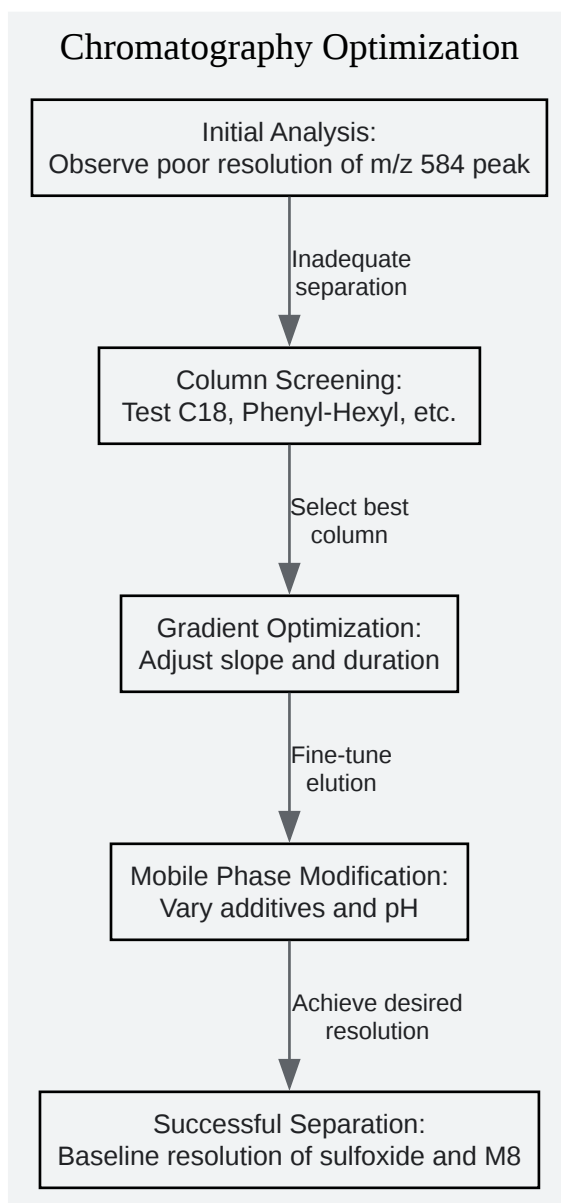 Chromatography Optimization
Initial Analysis:
Observe poor resolution of m/z 584 peak
Inadequate
separation
Column Screening:
Test C18, Phenyl-Hexyl, etc.
Select best
column
Gradient Optimization:
Adjust slope and duration
Fine-tune
elution
Mobile Phase Modification:
Vary additives and pH
Achieve desired
resolution
Successful Separation:
Baseline resolution of sulfoxide and M8